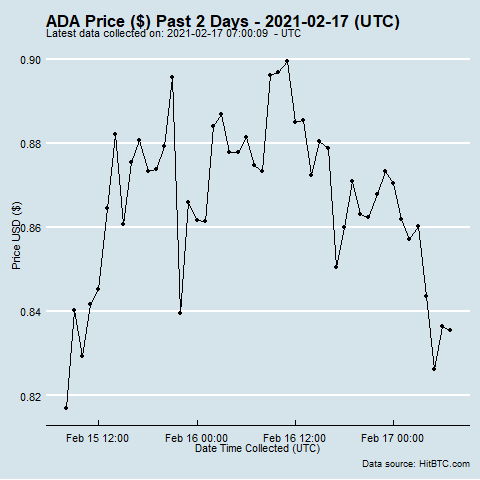 ADA Price ($) Past 2 Days - 2021-02-17 (UTC)
Latest data collected on: 2021-02-17 07:00:09 - UTC
0.90
0.88
0.86
0.84
0.82
Price USD ($)
Feb 15 12:00
Feb 16 00:00
Feb 16 12:00
Feb 17 00:00
Date Time Collected (UTC)
Data source: HitBTC.com